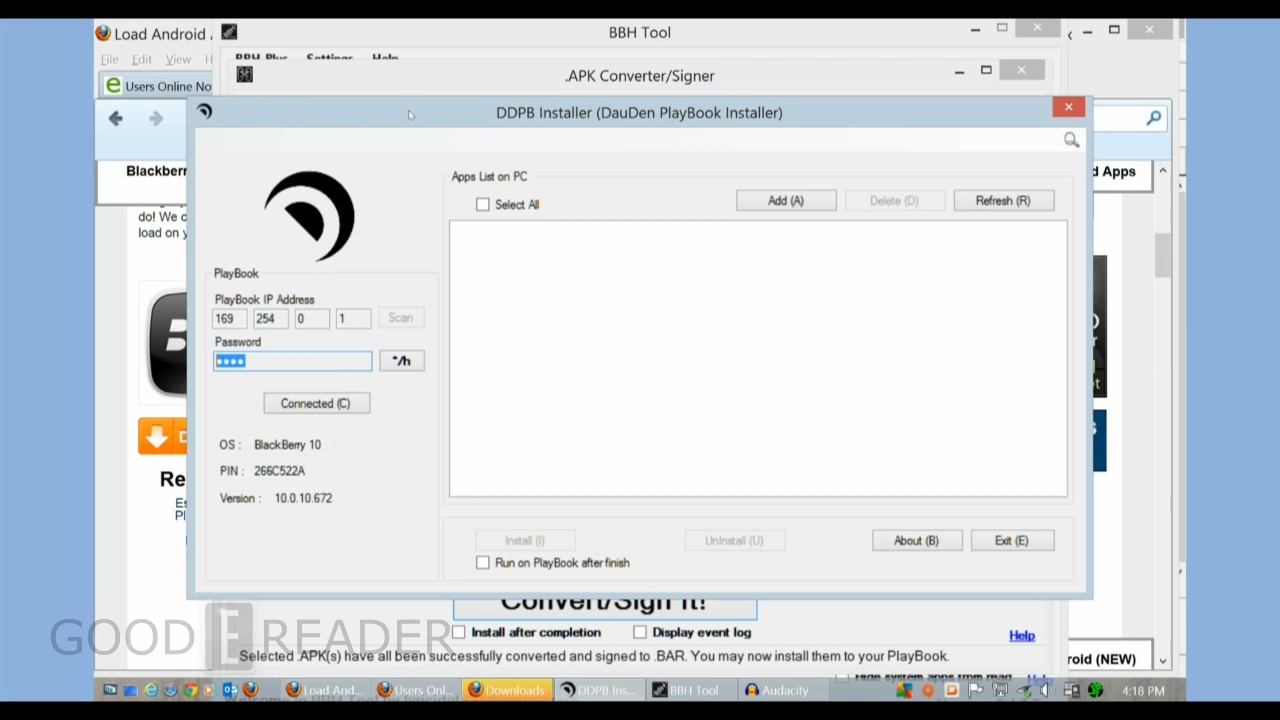 Load Android
BBH Tool
File Edit View H
BBH Plus Settings Help
Users Online No
.APK Converter/Signer
DDPB Installer (DauDen PlayBook Installer)
Blackberr
d Apps
do! We c
load on y
Apps List on PC
Select All
Add (A)
Delete (D)
Refresh (R)
PlayBook
PlayBook IP Address
169 254 0 1 Scan
Password
*/h
Connected (C)
OS : BlackBerry 10
PIN : 266C522A
Version : 10.0.10.672
Re
Es
Pl
Install (I)
Uninstall (U)
About (B)
Exit (E)
Run on PlayBook after finish
Convert/Sign It!
GOOD E READER
Install after completion
Display event log
Help
Selected .APK(s) have all been successfully converted and signed to .BAR. You may now install them to your PlayBook.
roid (NEW)
Load And...
Users Onl...
Downloads
DDPB Ins...
BBH Tool
Audacity
4:18 PM